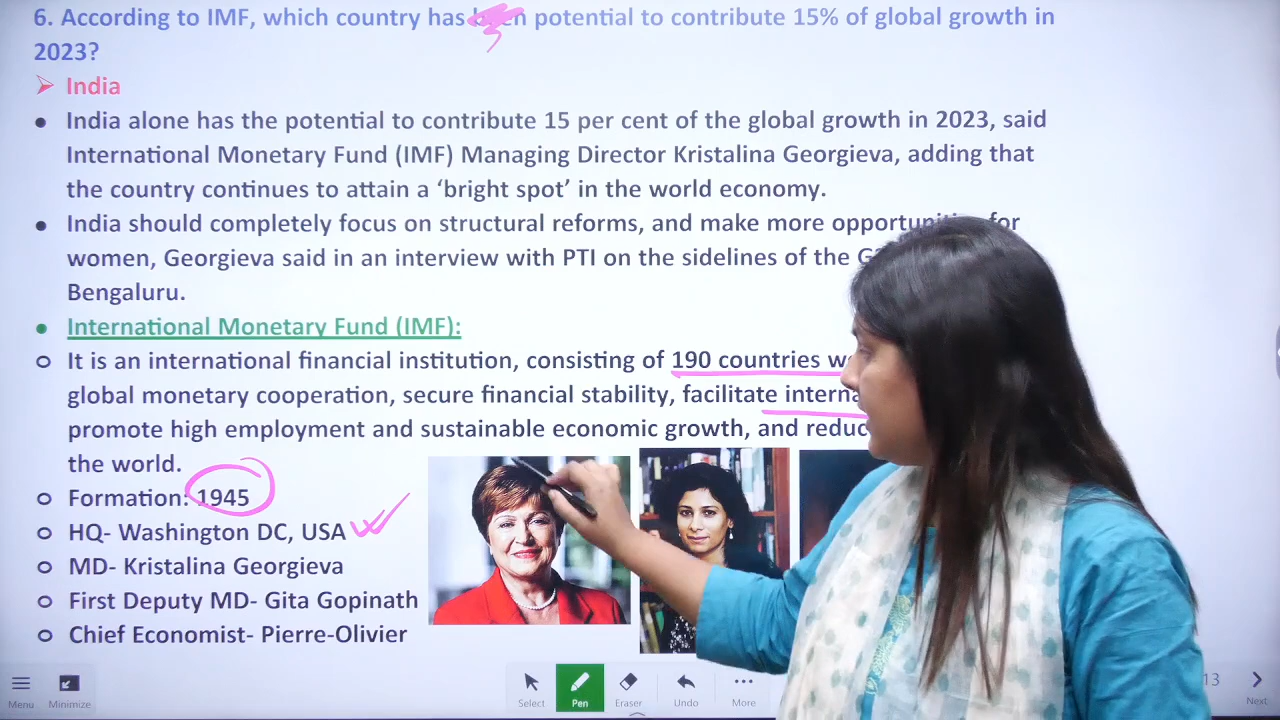 6. According to IMF, which country has potential to contribute 15% of global growth in
2023?
India
India alone has the potential to contribute 15 per cent of the global growth in 2023, said
International Monetary Fund (IMF) Managing Director Kristalina Georgieva, adding that
the country continues to attain a ‘bright spot’ in the world economy.
India should completely focus on structural reforms, and make more for
women, Georgieva said in an interview with PTI on the sidelines of the
Bengaluru.
International Monetary Fund (IMF):
It is an international financial institution, consisting of 190 countries
global monetary cooperation, secure financial stability, facilitate
promote high employment and sustainable economic growth, and
the world.
Formation: 1945
HQ- Washington DC, USA
MD- Kristalina Georgieva
First Deputy MD- Gita Gopinath
Chief Economist- Pierre-Olivier
Menu Minimize Select Pen Eraser Undo More 13 Next